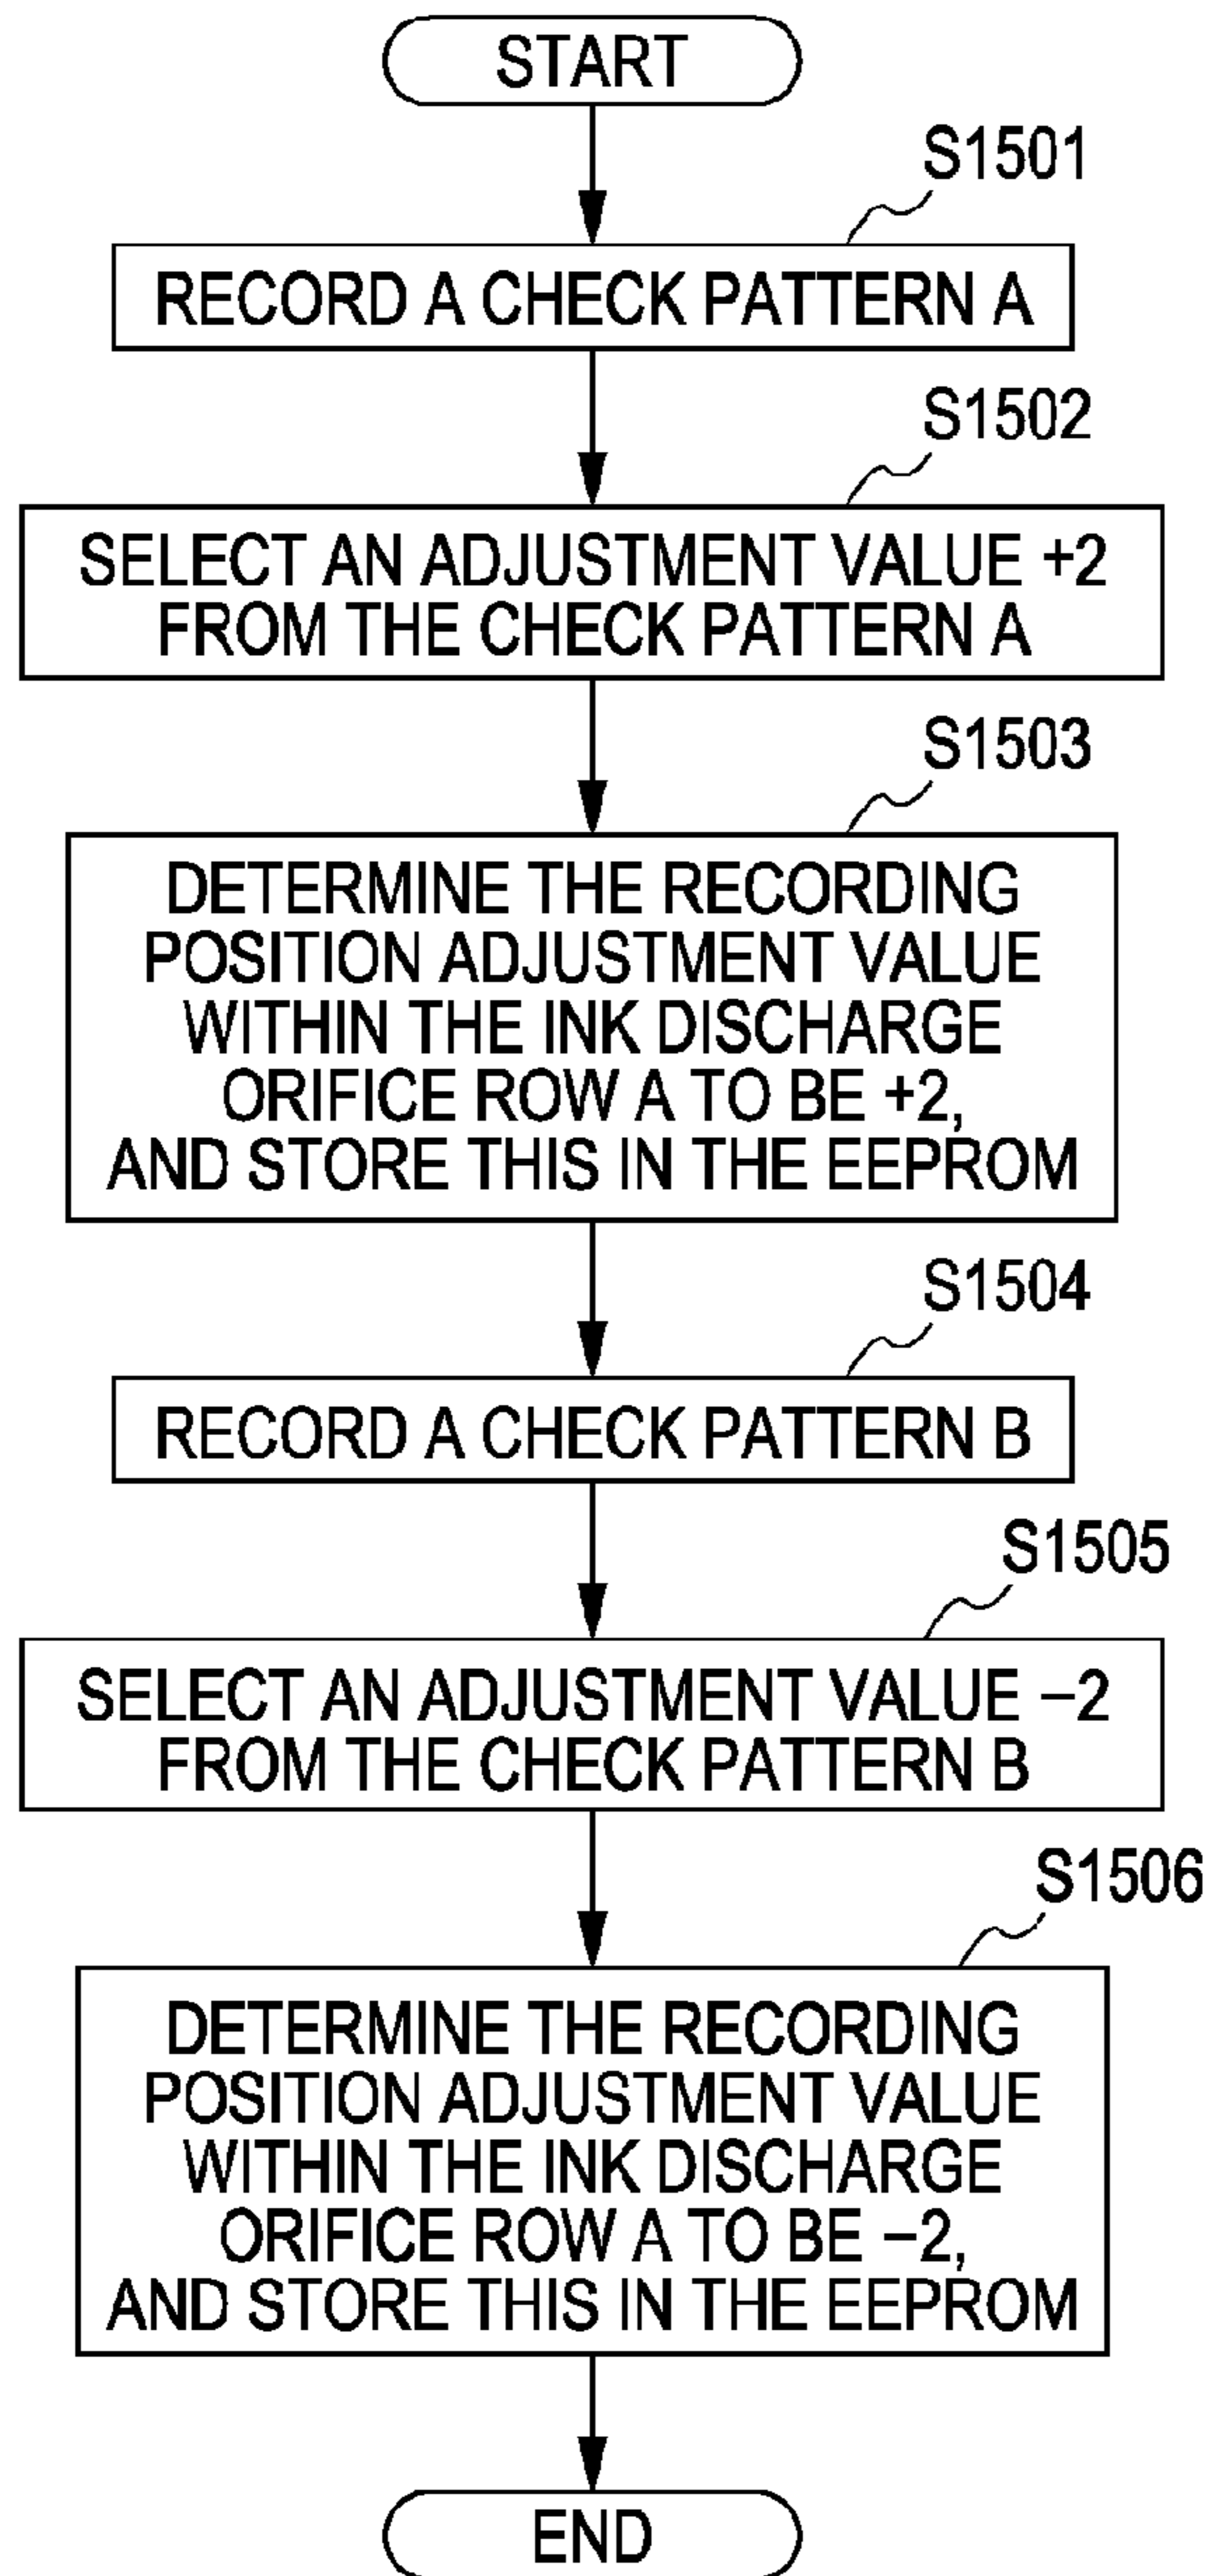 START
S1501
RECORD A CHECK PATTERN A
S1502
SELECT AN ADJUSTMENT VALUE +2
FROM THE CHECK PATTERN A
S1503
DETERMINE THE RECORDING
POSITION ADJUSTMENT VALUE
WITHIN THE INK DISCHARGE
ORIFICE ROW A TO BE +2,
AND STORE THIS IN THE EEPROM
S1504
RECORD A CHECK PATTERN B
S1505
SELECT AN ADJUSTMENT VALUE –2
FROM THE CHECK PATTERN B
S1506
DETERMINE THE RECORDING
POSITION ADJUSTMENT VALUE
WITHIN THE INK DISCHARGE
ORIFICE ROW A TO BE –2,
AND STORE THIS IN THE EEPROM
END